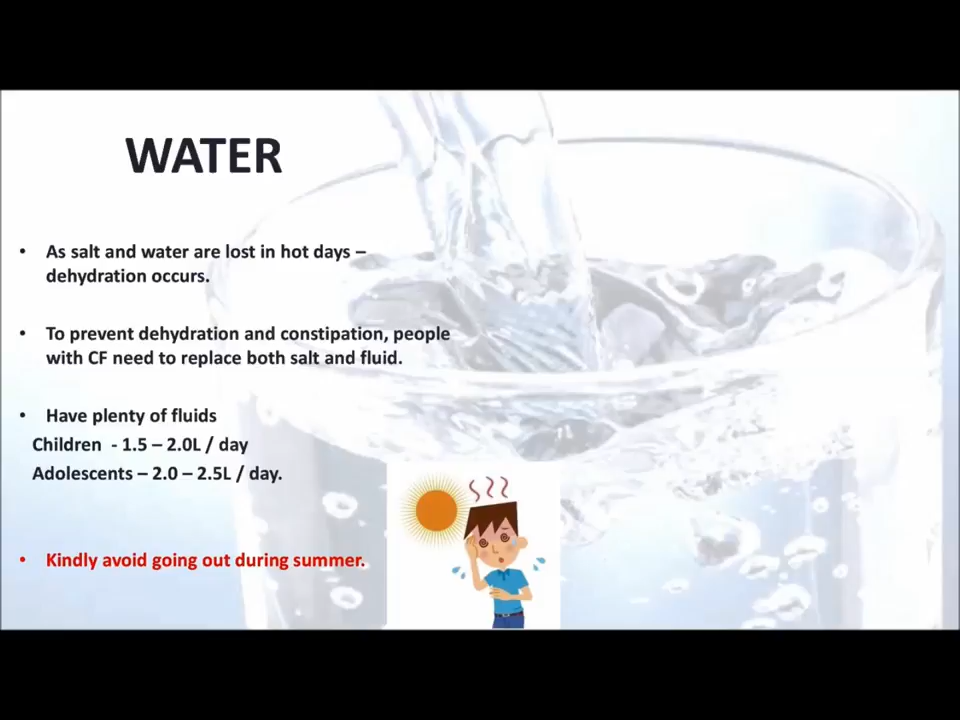 WATER
• As salt and water are lost in hot days –
dehydration occurs.
• To prevent dehydration and constipation, people
with CF need to replace both salt and fluid.
• Have plenty of fluids
Children - 1.5 – 2.0L / day
Adolescents – 2.0 – 2.5L / day.
• Kindly avoid going out during summer.